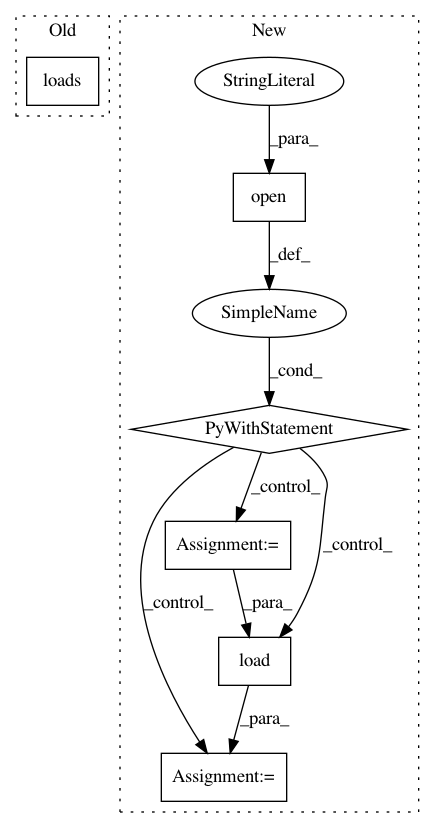 Old
New
loads
StringLiteral
_para_
open
_def_
SimpleName
_cond_
PyWithStatement
_control_
Assignment:=
_control_
_control_
_para_
load
_para_
Assignment:=